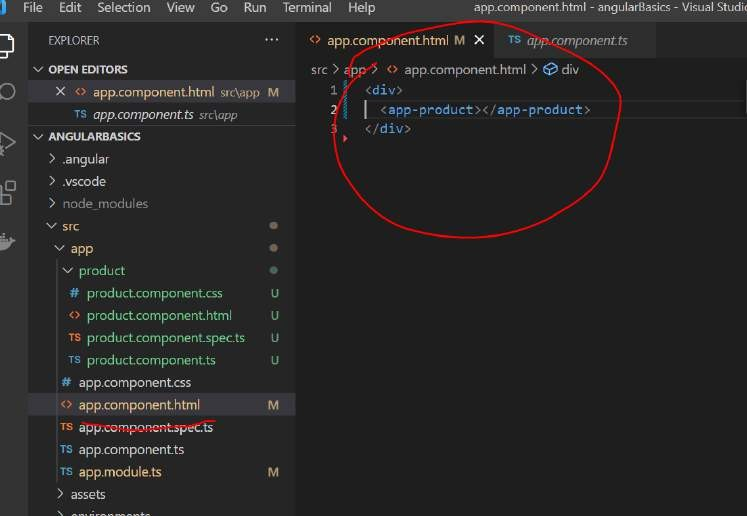 File Edit Selection View Go Run Terminal Help app.component.html - angularBasics - Visual Studio
EXPLORER ···
OPEN EDITORS
app.component.html src\app M
TS app.component.ts src\app
ANGULARBASICS
.angular
.vscode
node_modules
src
app
product
# product.component.css U
<> product.component.html U
TS product.component.spec.ts U
TS product.component.ts U
# app.component.css
<> app.component.html M
TS app.component.spec.ts
TS app.component.ts
TS app.module.ts M
assets
environments
<> app.component.html M TS app.component.ts
src > app > <> app.component.html > div
1 <div>
2 <app-product></app-product>
3 </div>